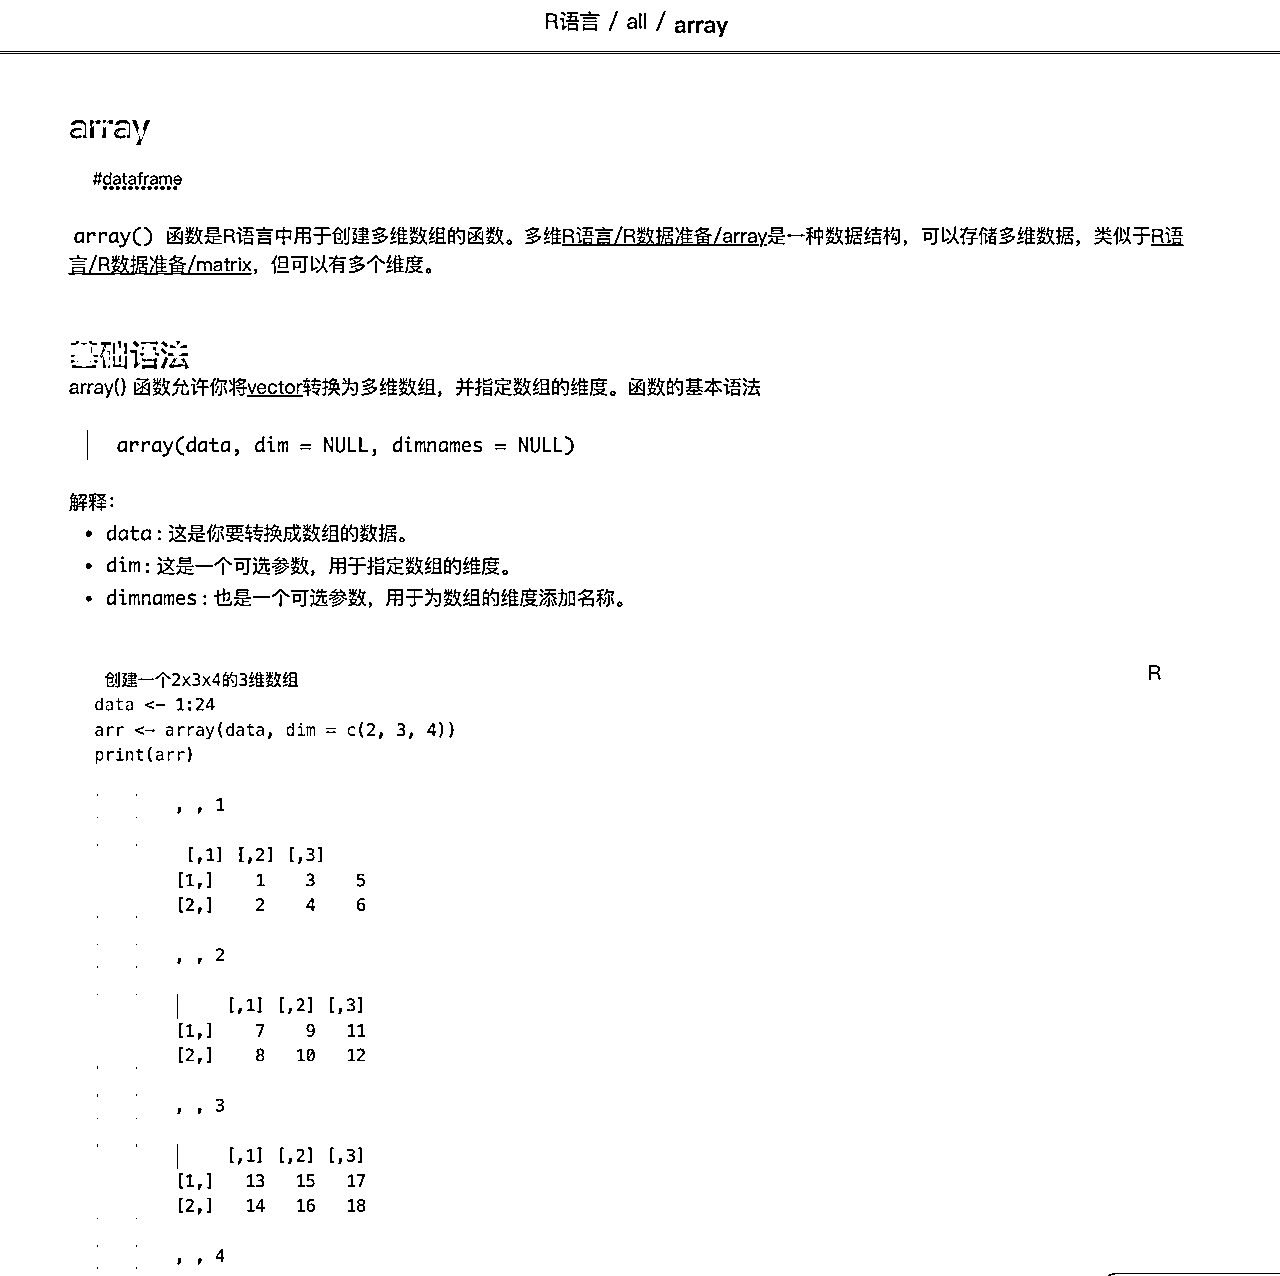 R语言 / all / array
array
#dataframe
array() 函数是R语言中用于创建多维数组的函数。多维R语言/R数据准备/array是一种数据结构，可以存储多维数据，类似于R语
言/R数据准备/matrix，但可以有多个维度。
基础语法
array() 函数允许你将vector转换为多维数组，并指定数组的维度。函数的基本语法
array(data, dim = NULL, dimnames = NULL)
解释：
• data：这是你要转换成数组的数据。
• dim：这是一个可选参数，用于指定数组的维度。
• dimnames：也是一个可选参数，用于为数组的维度添加名称。
R
创建一个2x3x4的3维数组
data <- 1:24
arr <- array(data, dim = c(2, 3, 4))
print(arr)
, , 1
[,1] [,2] [,3]
[1,] 1 3 5
[2,] 2 4 6
, , 2
[,1] [,2] [,3]
[1,] 7 9 11
[2,] 8 10 12
, , 3
[,1] [,2] [,3]
[1,] 13 15 17
[2,] 14 16 18
, , 4